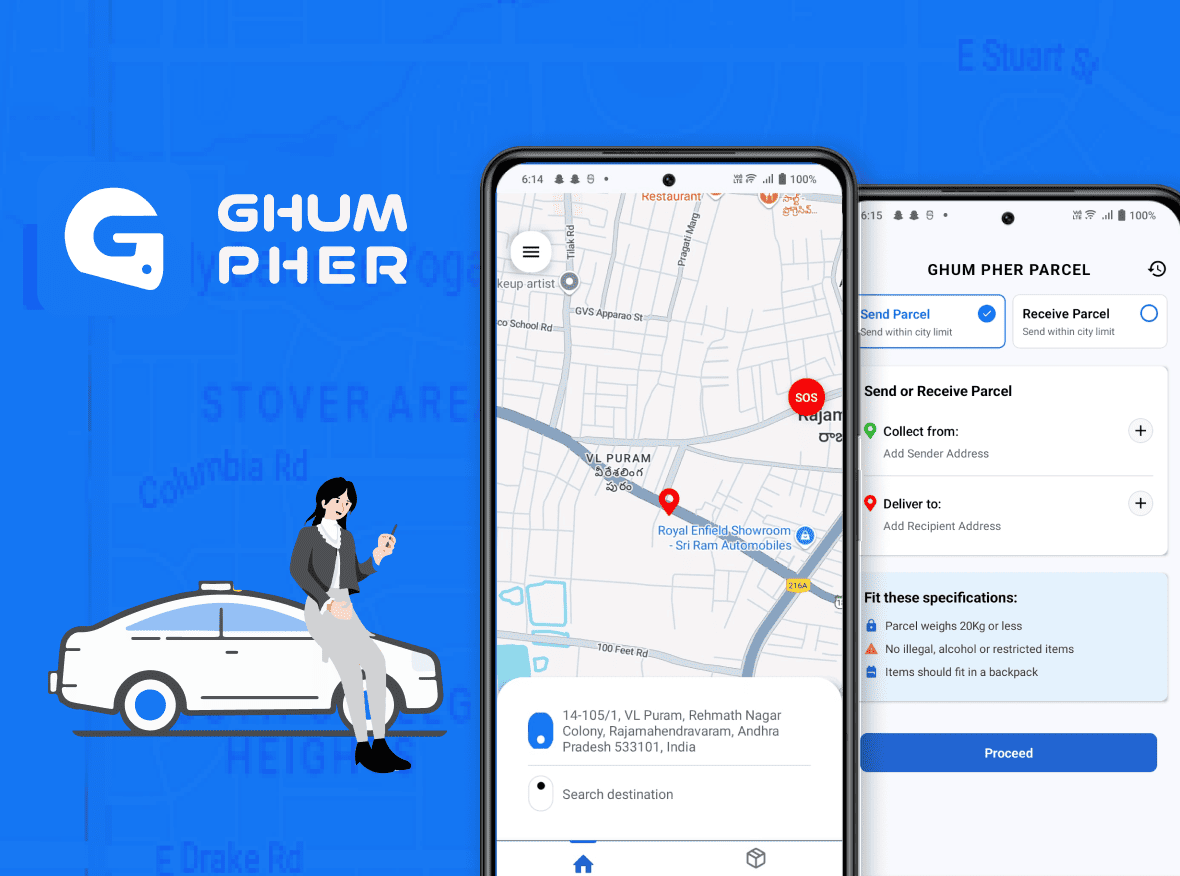 E Stuart St
GHUM
PHER
STOVER AREA
Columbia Rd
HEIGHTS
E Drake Rd
6:14
100%
Restaurant
Tilak Rd
Pragati Marg
keup artist
GVS Apparao St
co School Rd
SOS
Rajam
రాజ
VL PURAM
వీరేశలింగ
పురం
Royal Enfield Showroom
- Sri Ram Automobiles
216A
100 Feet Rd
14-105/1, VL Puram, Rehmath Nagar
Colony, Rajamahendravaram, Andhra
Pradesh 533101, India
Search destination
6:15
100%
GHUM PHER PARCEL
Send Parcel
Send within city limit
Receive Parcel
Send within city limit
Send or Receive Parcel
Collect from:
Add Sender Address
Deliver to:
Add Recipient Address
Fit these specifications:
Parcel weighs 20Kg or less
No illegal, alcohol or restricted items
Items should fit in a backpack
Proceed